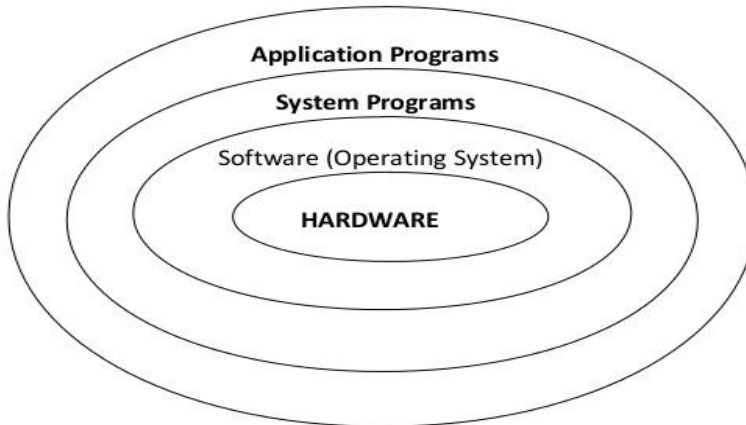 Application Programs
System Programs
Software (Operating System)
HARDWARE